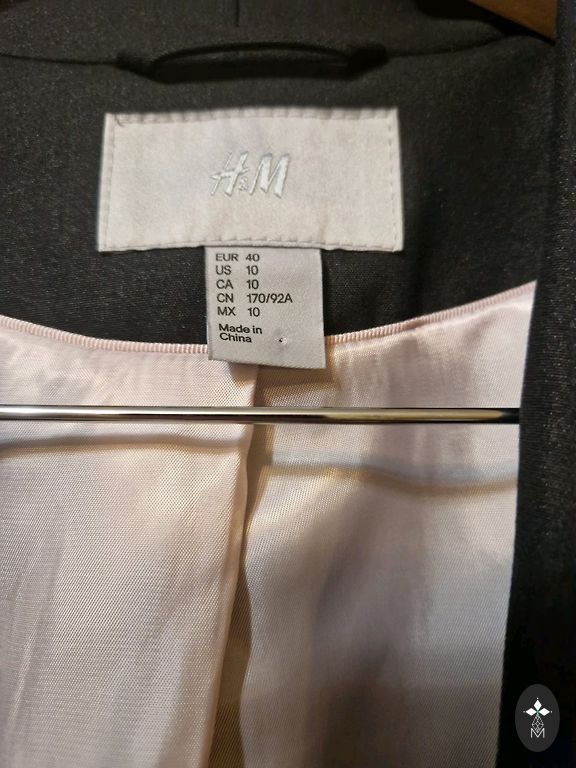 H&M
EUR 40
US 10
CA 10
CN 170/92A
MX 10
Made in
China
M